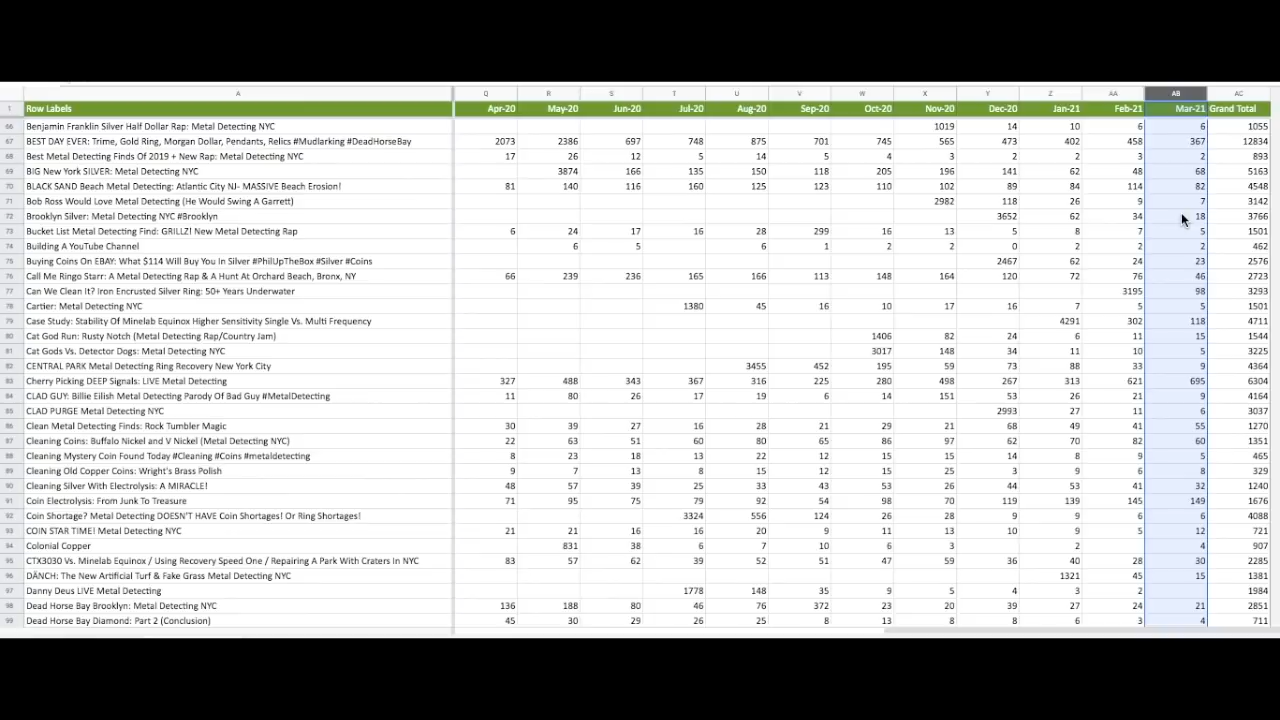 A Q R S T U V W X Y Z AA AB AC
1 Row Labels Apr-20 May-20 Jun-20 Jul-20 Aug-20 Sep-20 Oct-20 Nov-20 Dec-20 Jan-21 Feb-21 Mar-21 Grand Total
66 Benjamin Franklin Silver Half Dollar Rap: Metal Detecting NYC 1019 14 10 6 6 1055
67 BEST DAY EVER: Trime, Gold Ring, Morgan Dollar, Pendants, Relics #Mudlarking #DeadHorseBay 2073 2386 697 748 875 701 745 565 473 402 458 367 12834
68 Best Metal Detecting Finds Of 2019 + New Rap: Metal Detecting NYC 17 26 12 5 14 5 4 3 2 2 3 2 893
69 BIG New York SILVER: Metal Detecting NYC 3874 166 135 150 118 205 196 141 62 48 68 5163
70 BLACK SAND Beach Metal Detecting: Atlantic City NJ- MASSIVE Beach Erosion! 81 140 116 160 125 123 110 102 89 84 114 82 4548
71 Bob Ross Would Love Metal Detecting (He Would Swing A Garrett) 2982 118 26 9 7 3142
72 Brooklyn Silver: Metal Detecting NYC #Brooklyn 3652 62 34 18 3766
73 Bucket List Metal Detecting Find: GRILLZ! New Metal Detecting Rap 6 24 17 16 28 299 16 13 5 8 7 5 1501
74 Building A YouTube Channel 6 5 6 1 2 2 0 2 2 2 462
75 Buying Coins On EBAY: What $114 Will Buy You In Silver #PhilUpTheBox #Silver #Coins 2467 62 24 23 2576
76 Call Me Ringo Starr: A Metal Detecting Rap & A Hunt At Orchard Beach, Bronx, NY 66 239 236 165 166 113 148 164 120 72 76 46 2723
77 Can We Clean It? Iron Encrusted Silver Ring: 50+ Years Underwater 3195 98 3293
78 Cartier: Metal Detecting NYC 1380 45 16 10 17 16 7 5 5 1501
79 Case Study: Stability Of Minelab Equinox Higher Sensitivity Single Vs. Multi Frequency 4291 302 118 4711
80 Cat God Run: Rusty Notch (Metal Detecting Rap/Country Jam) 1406 82 24 6 11 15 1544
81 Cat Gods Vs. Detector Dogs: Metal Detecting NYC 3017 148 34 11 10 5 3225
82 CENTRAL PARK Metal Detecting Ring Recovery New York City 3455 452 195 59 73 88 33 9 4364
83 Cherry Picking DEEP Signals: LIVE Metal Detecting 327 488 343 367 316 225 280 498 267 313 621 695 6304
84 CLAD GUY: Billie Eilish Metal Detecting Parody Of Bad Guy #MetalDetecting 11 80 26 17 19 6 14 151 53 26 21 9 4164
85 CLAD PURGE Metal Detecting NYC 2993 27 11 6 3037
86 Clean Metal Detecting Finds: Rock Tumbler Magic 30 39 27 16 28 21 29 21 68 49 41 55 1270
87 Cleaning Coins: Buffalo Nickel and V Nickel (Metal Detecting NYC) 22 63 51 60 80 65 86 97 62 70 82 60 1351
88 Cleaning Mystery Coin Found Today #Cleaning #Coins #metaldetecting 8 23 18 13 22 12 15 15 14 8 9 5 465
89 Cleaning Old Copper Coins: Wright's Brass Polish 9 7 13 8 15 12 15 25 3 9 6 8 329
90 Cleaning Silver With Electrolysis: A MIRACLE! 48 57 39 25 33 43 53 26 44 53 41 32 1240
91 Coin Electrolysis: From Junk To Treasure 71 95 75 79 92 54 98 70 119 139 145 149 1676
92 Coin Shortage? Metal Detecting DOESN'T HAVE Coin Shortages! Or Ring Shortages! 3324 556 124 26 28 9 9 6 6 4088
93 COIN STAR TIME! Metal Detecting NYC 21 21 16 16 20 9 11 13 10 9 5 12 721
94 Colonial Copper 831 38 6 7 10 6 3 2 4 907
95 CTX3030 Vs. Minelab Equinox / Using Recovery Speed One / Repairing A Park With Craters In NYC 83 57 62 39 52 51 47 59 36 40 28 30 2285
96 DÄNCH: The New Artificial Turf & Fake Grass Metal Detecting NYC 1321 45 15 1381
97 Danny Deus LIVE Metal Detecting 1778 148 35 9 5 4 3 2 1984
98 Dead Horse Bay Brooklyn: Metal Detecting NYC 136 188 80 46 76 372 23 20 39 27 24 21 2851
99 Dead Horse Bay Diamond: Part 2 (Conclusion) 45 30 29 26 25 8 13 8 8 6 3 4 711